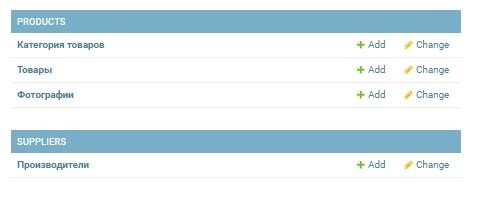 PRODUCTS
Категория товаров Add Change
Товары Add Change
Фотографии Add Change
SUPPLIERS
Производители Add Change